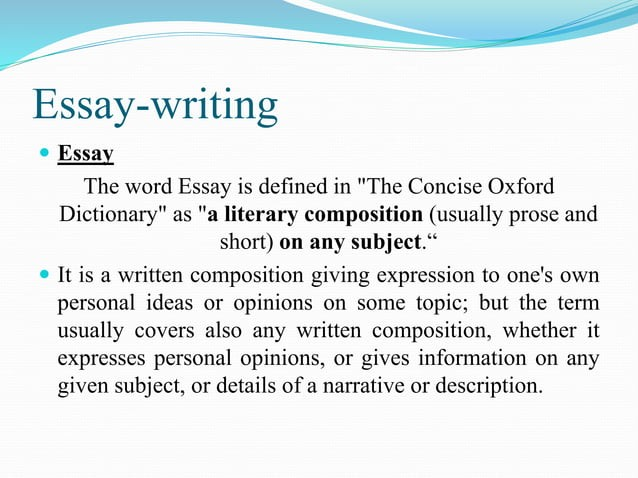 Essay-writing
• Essay
The word Essay is defined in "The Concise Oxford
Dictionary" as "a literary composition (usually prose and
short) on any subject.“
• It is a written composition giving expression to one's own
personal ideas or opinions on some topic; but the term
usually covers also any written composition, whether it
expresses personal opinions, or gives information on any
given subject, or details of a narrative or description.